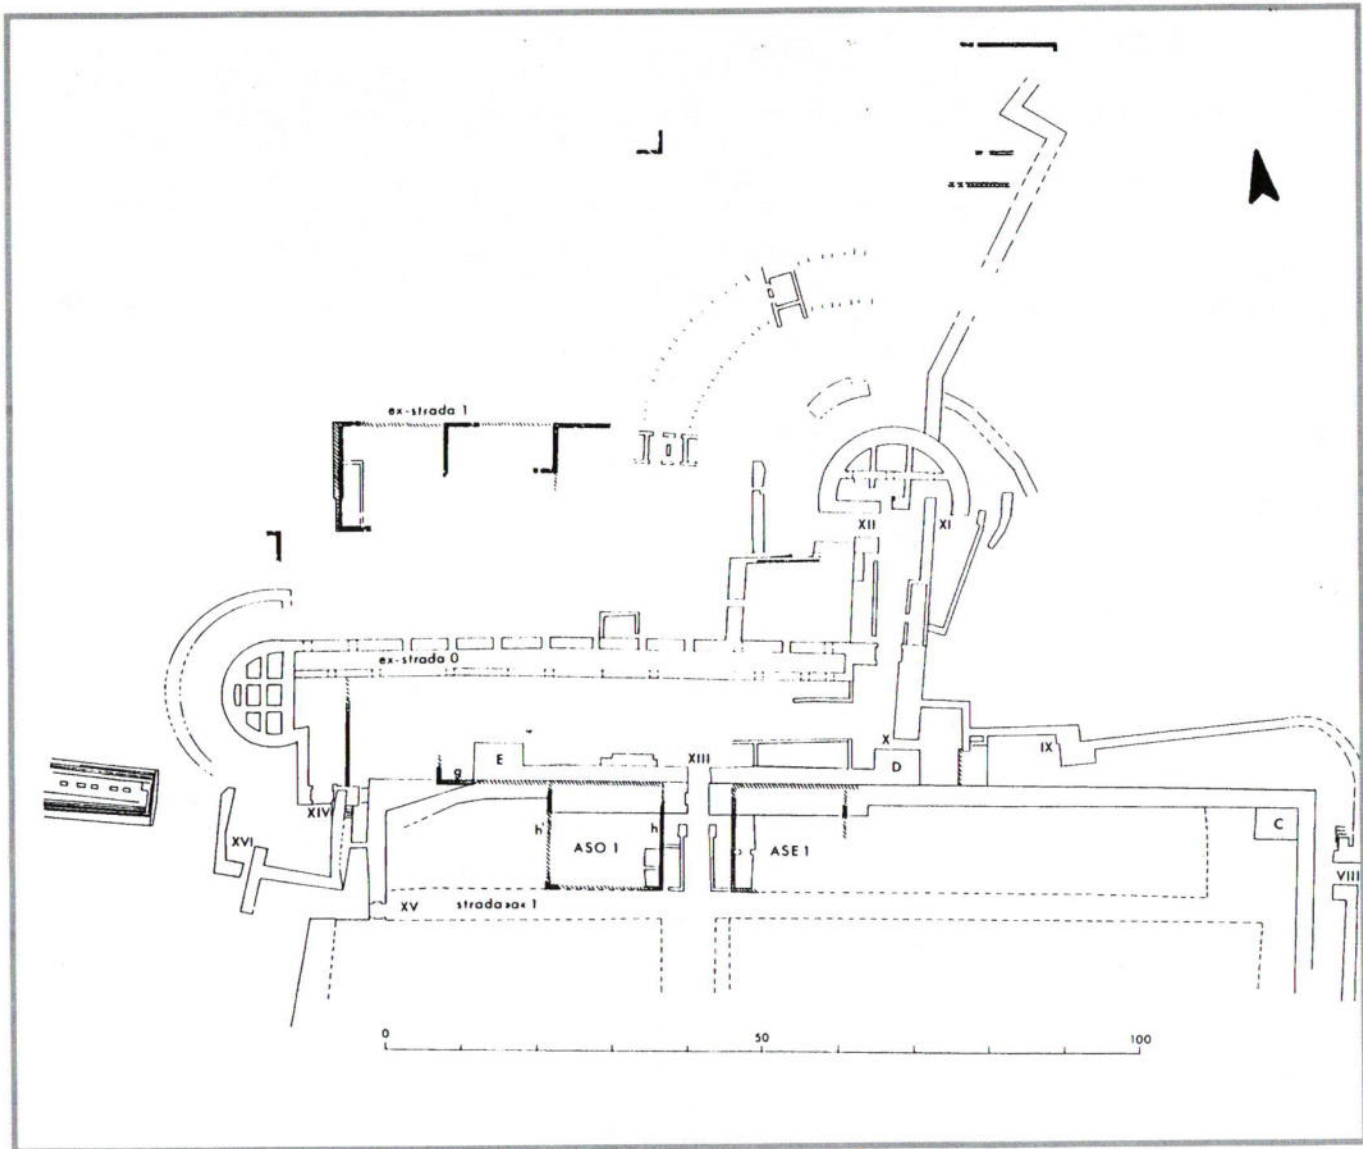 ex-strada 1
XII
XI
ex-strada 0
X
IX
g
E
XIII
D
XIV
h'
h
C
XVI
ASO 1
ASE 1
VIII
XV
strada »a« 1
0
50
100